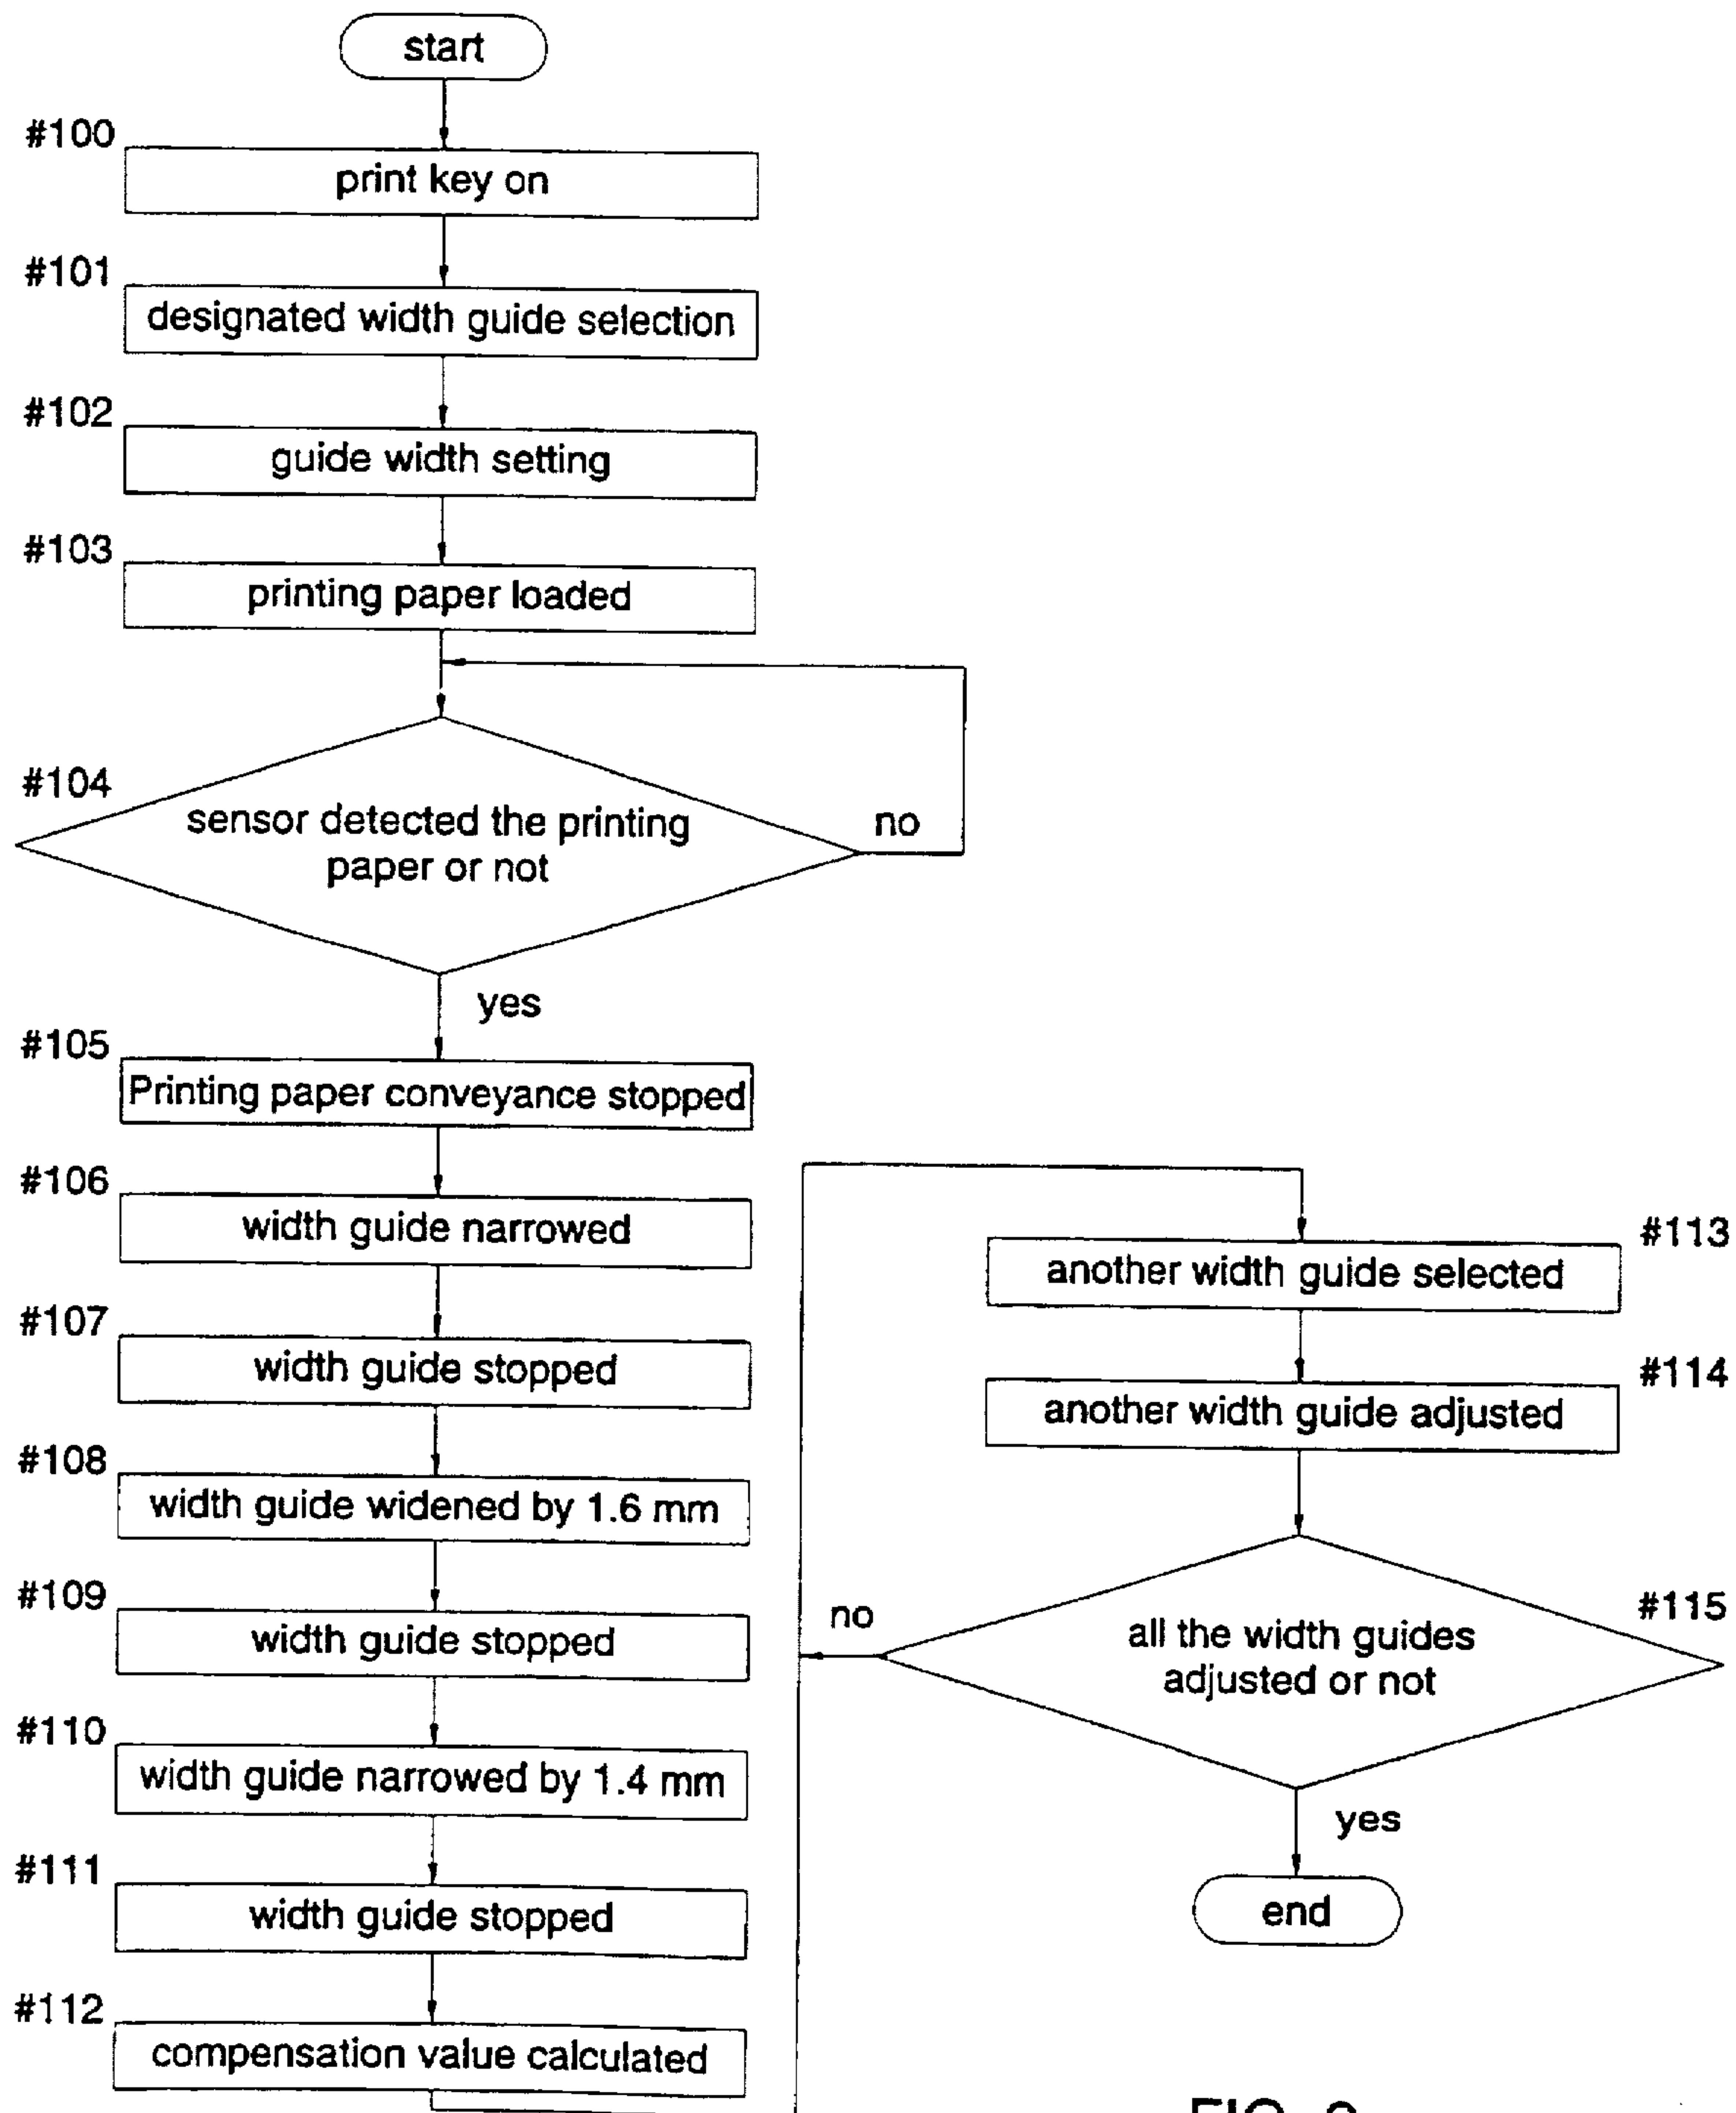 start
#100
print key on
#101
designated width guide selection
#102
guide width setting
#103
printing paper loaded
#104
sensor detected the printing
paper or not
no
yes
#105
Printing paper conveyance stopped
#106
width guide narrowed
#107
width guide stopped
#108
width guide widened by 1.6 mm
#109
width guide stopped
#110
width guide narrowed by 1.4 mm
#111
width guide stopped
#112
compensation value calculated
#113
another width guide selected
#114
another width guide adjusted
#115
all the width guides
adjusted or not
no
yes
end